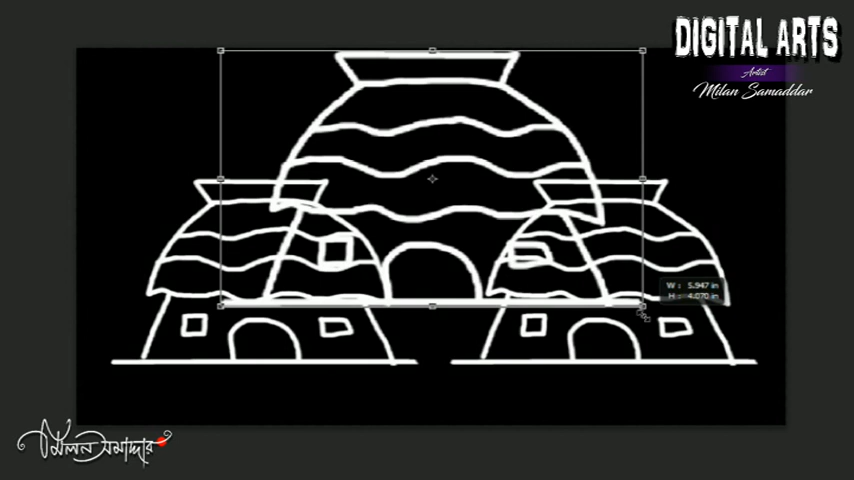 DIGITAL ARTS
Artist
Milan Samaddar
W: 5.947 in
H: 4.070 in
মিলন সমাদ্দার